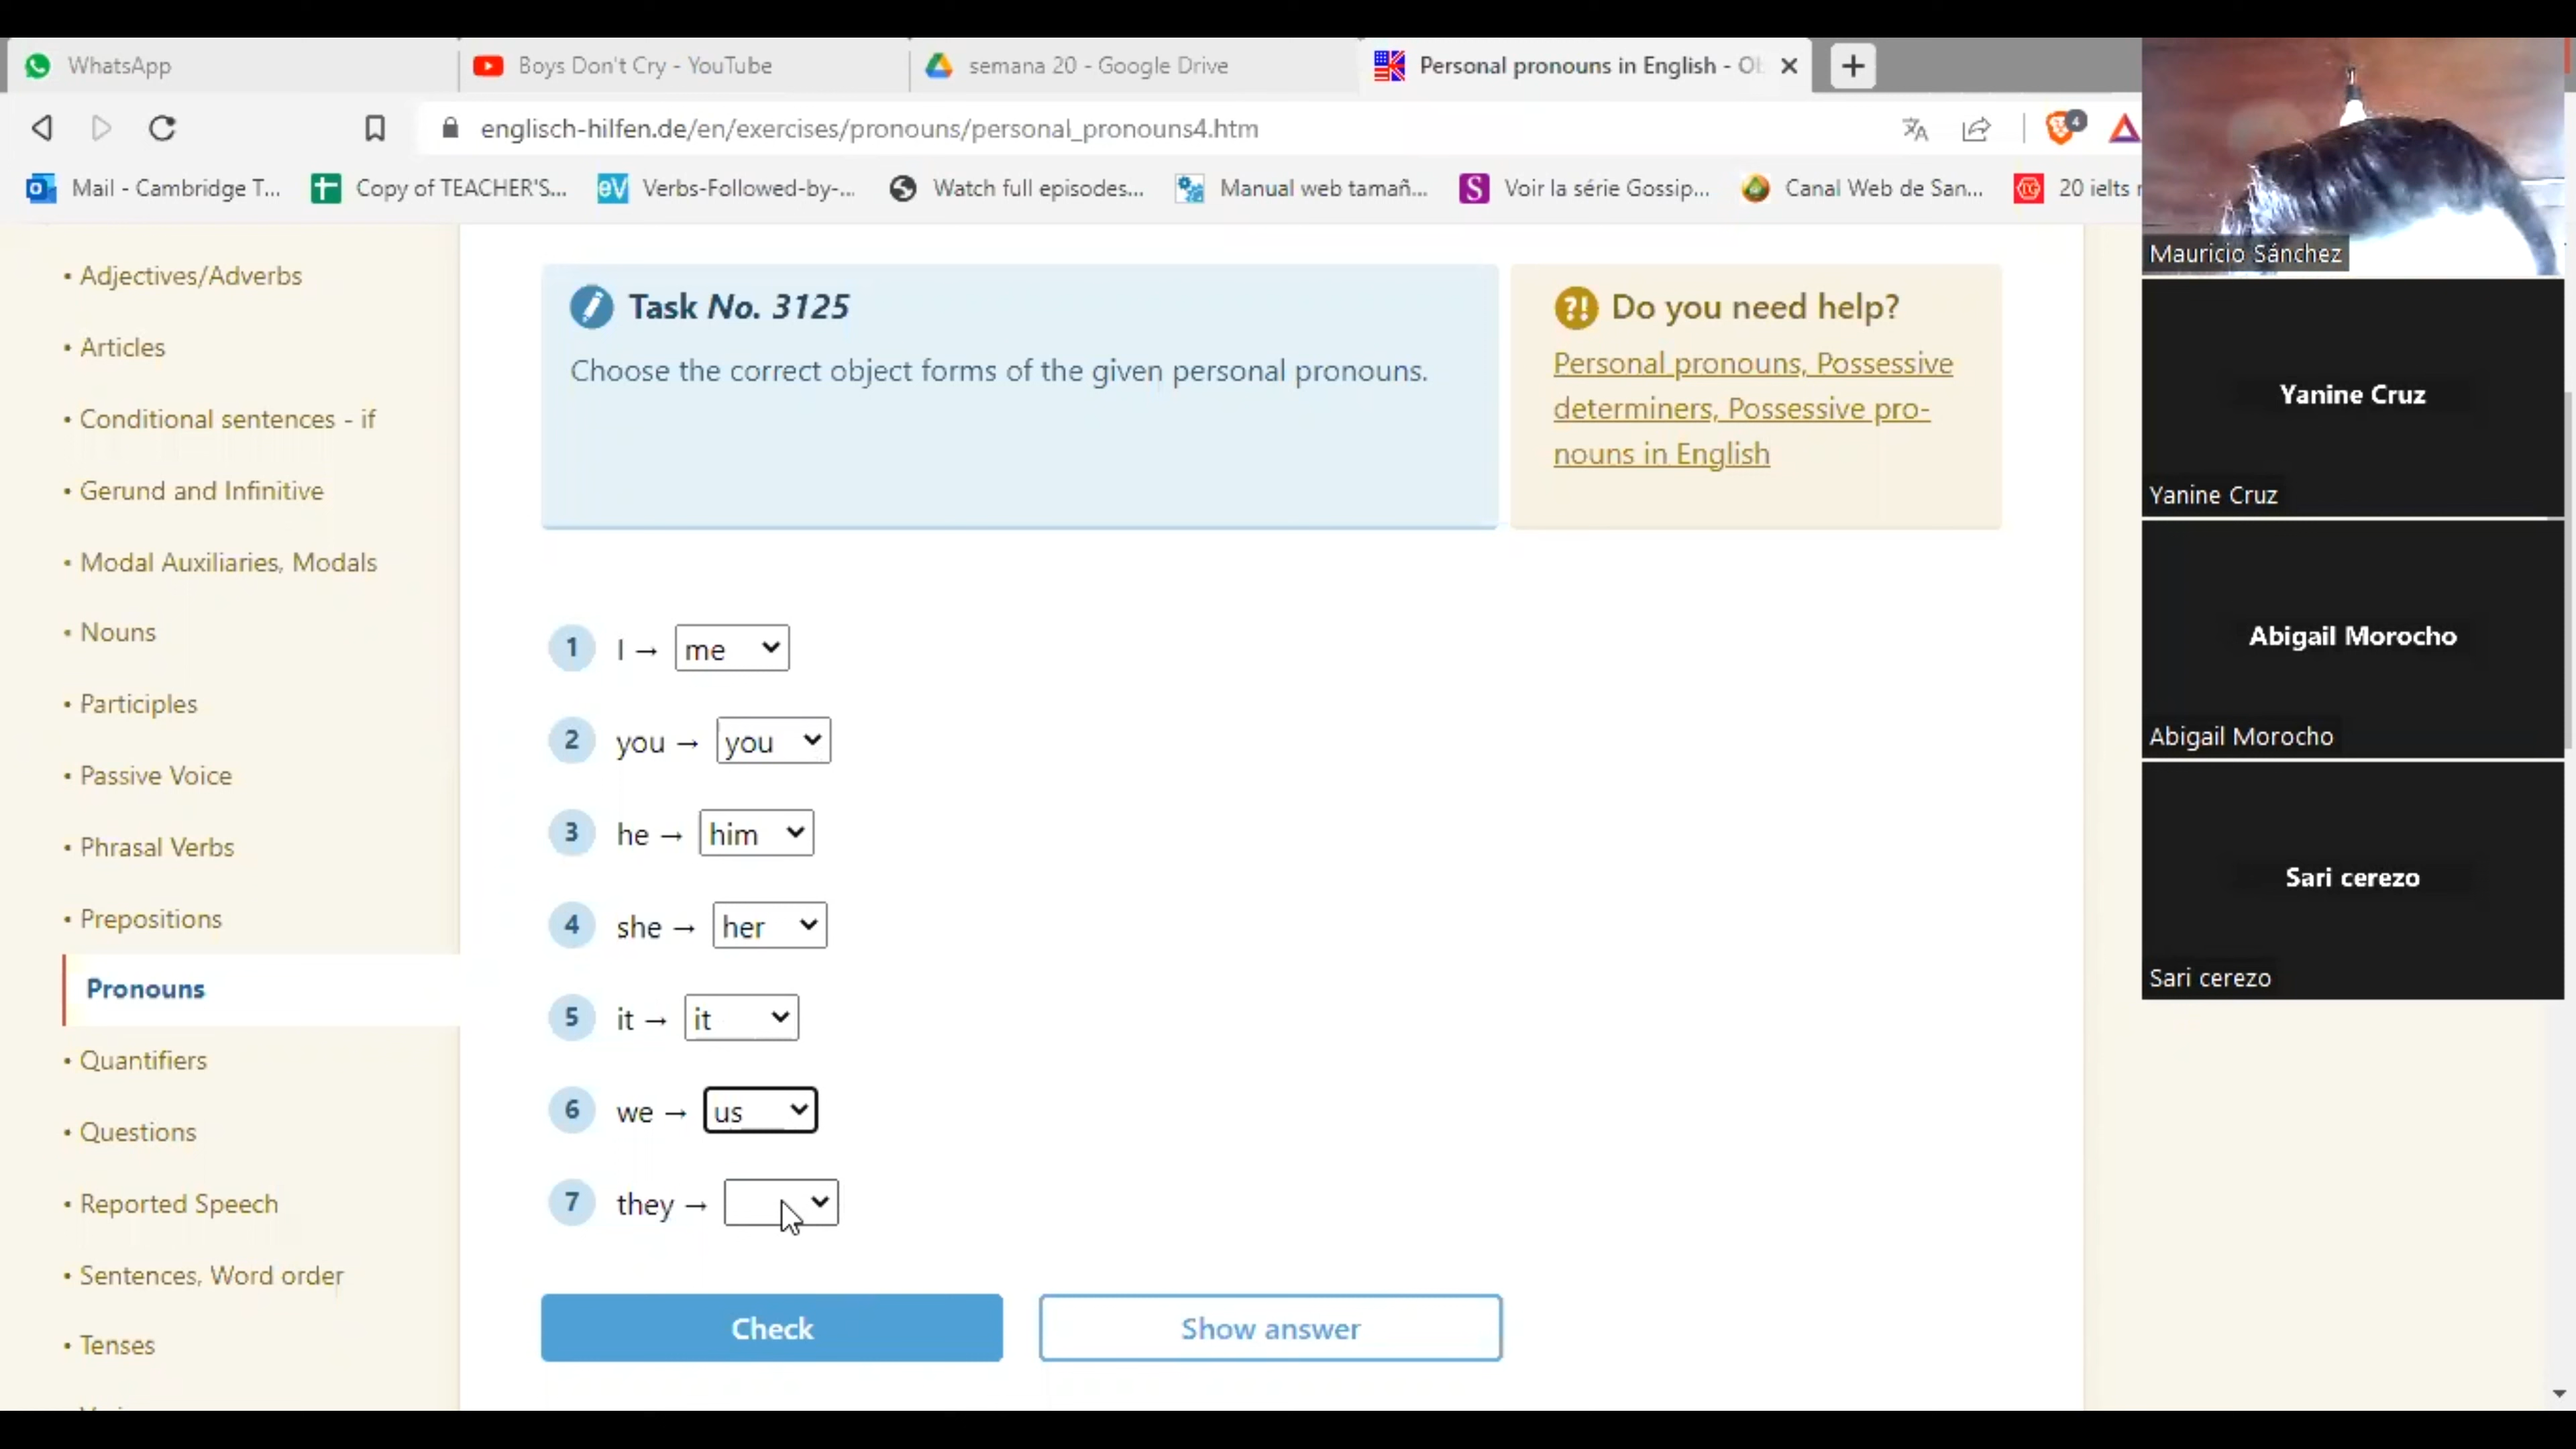 WhatsApp
Boys Don't Cry - YouTube
semana 20 - Google Drive
Personal pronouns in English - Ob
englisch-hilfen.de/en/exercises/pronouns/personal_pronouns4.htm
4
Mail - Cambridge T...
Copy of TEACHER'S...
Verbs-Followed-by-...
Watch full episodes...
Manual web tamañ...
Voir la série Gossip...
Canal Web de San...
20 ielts
• Adjectives/Adverbs
• Articles
• Conditional sentences - if
• Gerund and Infinitive
• Modal Auxiliaries, Modals
• Nouns
• Participles
• Passive Voice
• Phrasal Verbs
• Prepositions
Pronouns
• Quantifiers
• Questions
• Reported Speech
• Sentences, Word order
• Tenses
Task No. 3125
Choose the correct object forms of the given personal pronouns.
?! Do you need help?
Personal pronouns, Possessive
determiners, Possessive pro-
nouns in English
1 I → me
2 you → you
3 he → him
4 she → her
5 it → it
6 we → us
7 they →
Check
Show answer
Mauricio Sánchez
Yanine Cruz
Yanine Cruz
Abigail Morocho
Abigail Morocho
Sari cerezo
Sari cerezo